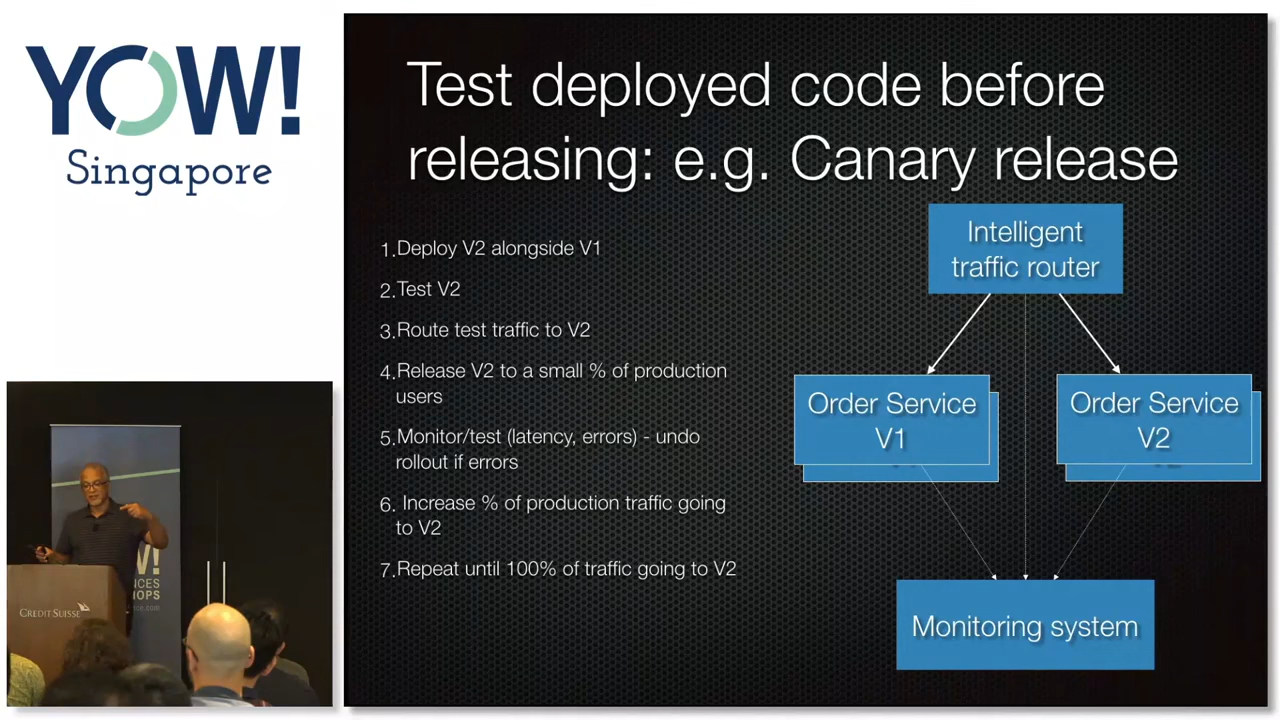 YOW!
Singapore
Test deployed code before
releasing: e.g. Canary release
1.Deploy V2 alongside V1
2.Test V2
3.Route test traffic to V2
4.Release V2 to a small % of production
users
5.Monitor/test (latency, errors) - undo
rollout if errors
6. Increase % of production traffic going
to V2
7.Repeat until 100% of traffic going to V2
Intelligent
traffic router
Order Service
V1
Order Service
V2
Monitoring system
W!
NCES
HOPS
CREDIT SUISSE